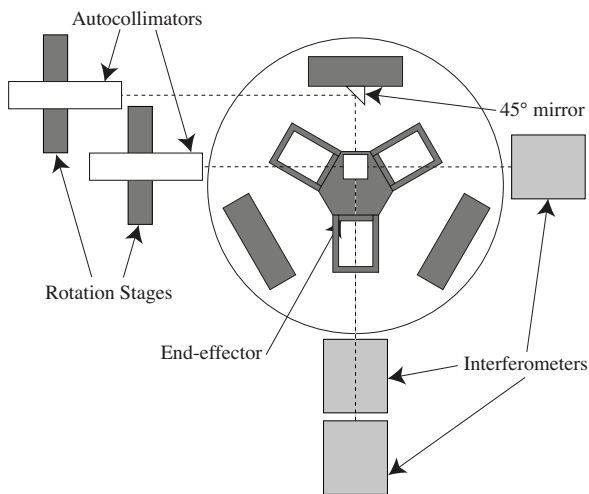 Autocollimators
45° mirror
Rotation Stages
End-effector
Interferometers